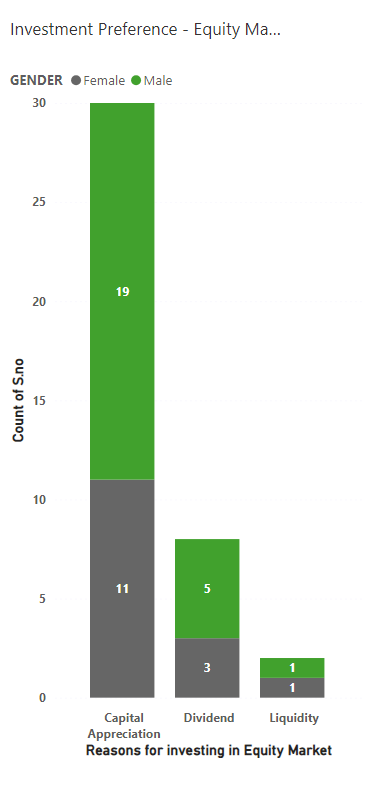 Investment Preference - Equity Ma...
GENDER Female Male
30
25
20
15
10
5
0
Count of S.no
19
11
5
3
1
1
Capital
Appreciation
Dividend
Liquidity
Reasons for investing in Equity Market